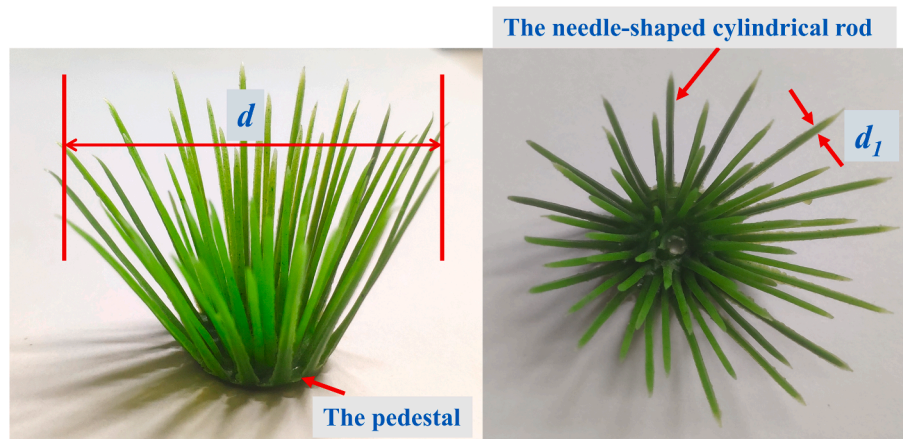 The needle-shaped cylindrical rod
d
d₁
The pedestal